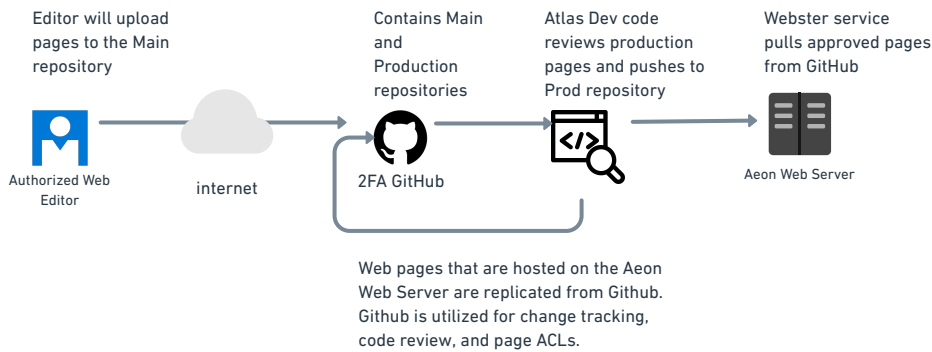 Editor will upload
pages to the Main
repository
Contains Main
and
Production
repositories
Atlas Dev code
reviews production
pages and pushes to
Prod repository
Webster service
pulls approved pages
from GitHub
Authorized Web
Editor
internet
2FA GitHub
</>
Aeon Web Server
Web pages that are hosted on the Aeon
Web Server are replicated from Github.
Github is utilized for change tracking,
code review, and page ACLs.